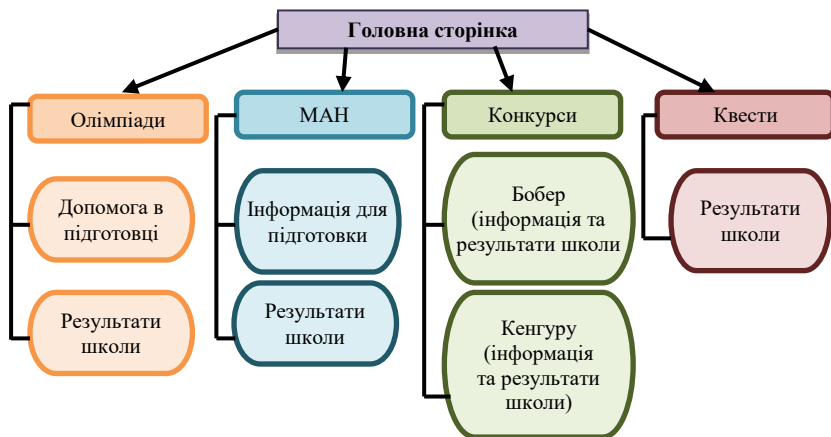 Головна сторінка
Олімпіади
МАН
Конкурси
Квести
Допомога в
підготовці
Результати
школи
Інформація для
підготовки
Результати
школи
Бобер
(інформація та
результати школи
Кенгуру
(інформація
та результати
школи)
Результати
школи